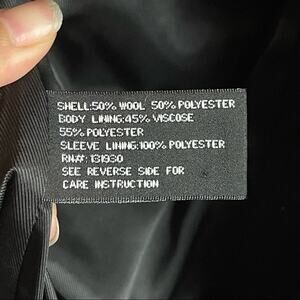 SHELL:50% WOOL 50% POLYESTER
BODY LINING:45% VISCOSE
55% POLYESTER
SLEEVE LINING:100% POLYESTER
RN#: 131930
SEE REVERSE SIDE FOR
CARE INSTRUCTION